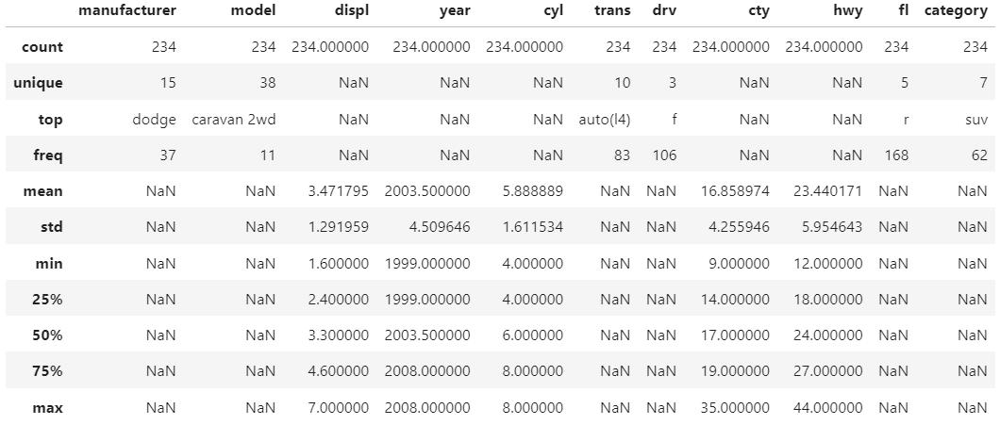 manufacturer model displ year cyl trans drv cty hwy fl category
count 234 234 234.000000 234.000000 234.000000 234 234 234.000000 234.000000 234 234
unique 15 38 NaN NaN NaN 10 3 NaN NaN 5 7
top dodge caravan 2wd NaN NaN NaN auto(l4) f NaN NaN r suv
freq 37 11 NaN NaN NaN 83 106 NaN NaN 168 62
mean NaN NaN 3.471795 2003.500000 5.888889 NaN NaN 16.858974 23.440171 NaN NaN
std NaN NaN 1.291959 4.509646 1.611534 NaN NaN 4.255946 5.954643 NaN NaN
min NaN NaN 1.600000 1999.000000 4.000000 NaN NaN 9.000000 12.000000 NaN NaN
25% NaN NaN 2.400000 1999.000000 4.000000 NaN NaN 14.000000 18.000000 NaN NaN
50% NaN NaN 3.300000 2003.500000 6.000000 NaN NaN 17.000000 24.000000 NaN NaN
75% NaN NaN 4.600000 2008.000000 8.000000 NaN NaN 19.000000 27.000000 NaN NaN
max NaN NaN 7.000000 2008.000000 8.000000 NaN NaN 35.000000 44.000000 NaN NaN